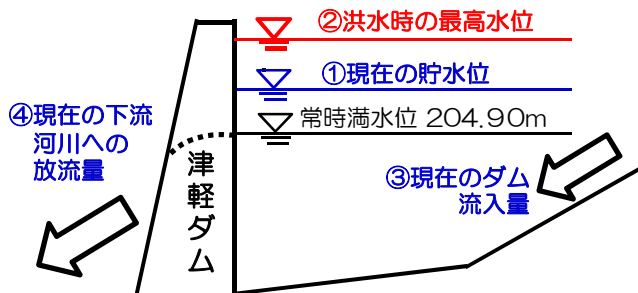 ②洪水時の最高水位
①現在の貯水位
常時満水位 204.90m
④現在の下流
河川への
放流量
津軽ダム
③現在のダム
流入量